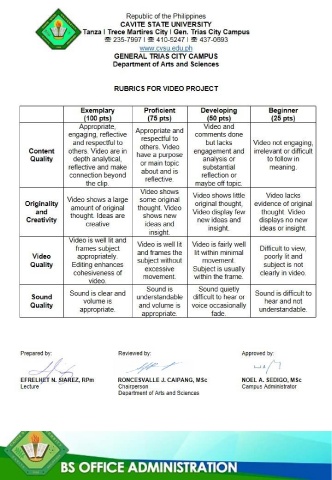 Republic of the Philippines
CAVITE STATE UNIVERSITY
Tanza I Trece Martires City I Gen. Trias City Campus
☏ 235-7997 I ☏ 410-5247 I ☏ 437-0693
www.cvsu.edu.ph
GENERAL TRIAS CITY CAMPUS
Department of Arts and Sciences
RUBRICS FOR VIDEO PROJECT
Exemplary
(100 pts)
Proficient
(75 pts)
Developing
(50 pts)
Beginner
(25 pts)
Content
Quality
Appropriate,
engaging, reflective
and respectful to
others. Video are in
depth analytical,
reflective and make
connection beyond
the clip.
Appropriate and
respectful to
others. Video
have a purpose
or main topic
about and is
reflective.
Video and
comments done
but lacks
engagement and
analysis or
substantial
reflection or
maybe off topic.
Video not engaging,
irrelevant or difficult
to follow in
meaning.
Originality
and
Creativity
Video shows a large
amount of original
thought. Ideas are
creative
Video shows
some original
thought. Video
shows new
ideas and
insight.
Video shows little
original thought.
Video display few
new ideas and
insight.
Video lacks
evidence of original
thought. Video
displays no new
ideas or insight.
Video
Quality
Video is well lit and
frames subject
appropriately.
Editing enhances
cohesiveness of
video.
Video is well lit
and frames the
subject without
excessive
movement.
Video is fairly well
lit within minimal
movement
Subject is usually
within the frame.
Difficult to view,
poorly lit and
subject is not
clearly in video.
Sound
Quality
Sound is clear and
volume is
appropriate.
Sound is
understandable
and volume is
appropriate.
Sound quietly
difficult to hear or
voice occasionally
fade.
Sound is difficult to
hear and not
understandable.
Prepared by:
Reviewed by:
Approved by:
EFRELHET N. SIAREZ, RPm
Lecture
RONCESVALLE J. CAIPANG, MSc
Chairperson
Department of Arts and Sciences
NOEL A. SEDIGO, MSc
Campus Administrator
BS OFFICE ADMINISTRATION